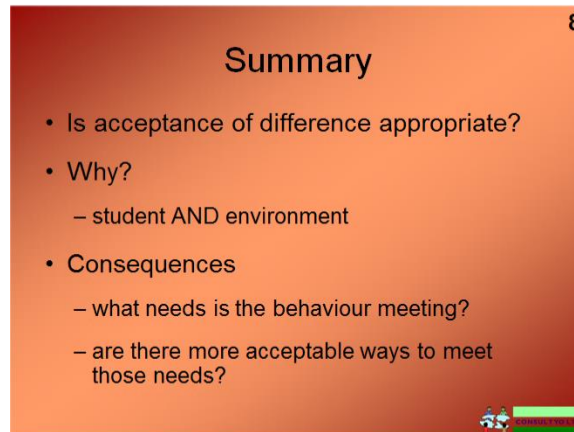 8
Summary
• Is acceptance of difference appropriate?
• Why?
– student AND environment
• Consequences
– what needs is the behaviour meeting?
– are there more acceptable ways to meet
those needs?